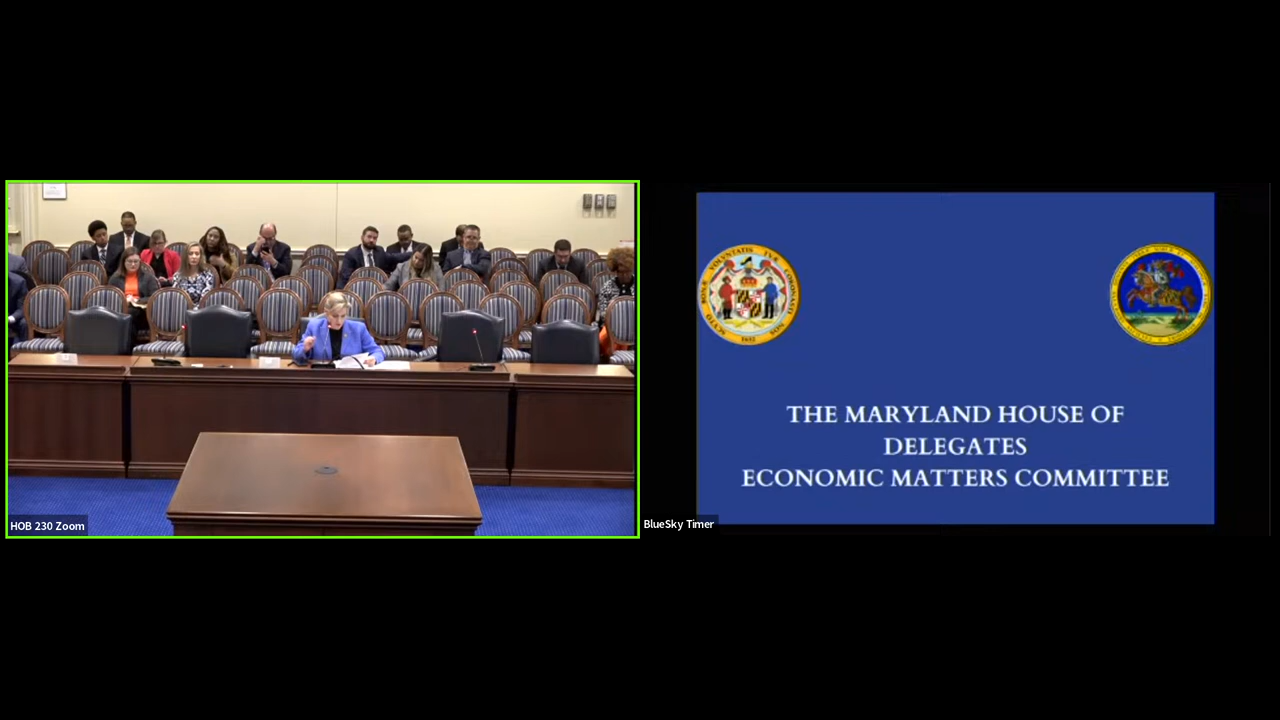 HOB 230 Zoom
THE MARYLAND HOUSE OF
DELEGATES
ECONOMIC MATTERS COMMITTEE
BlueSky Timer